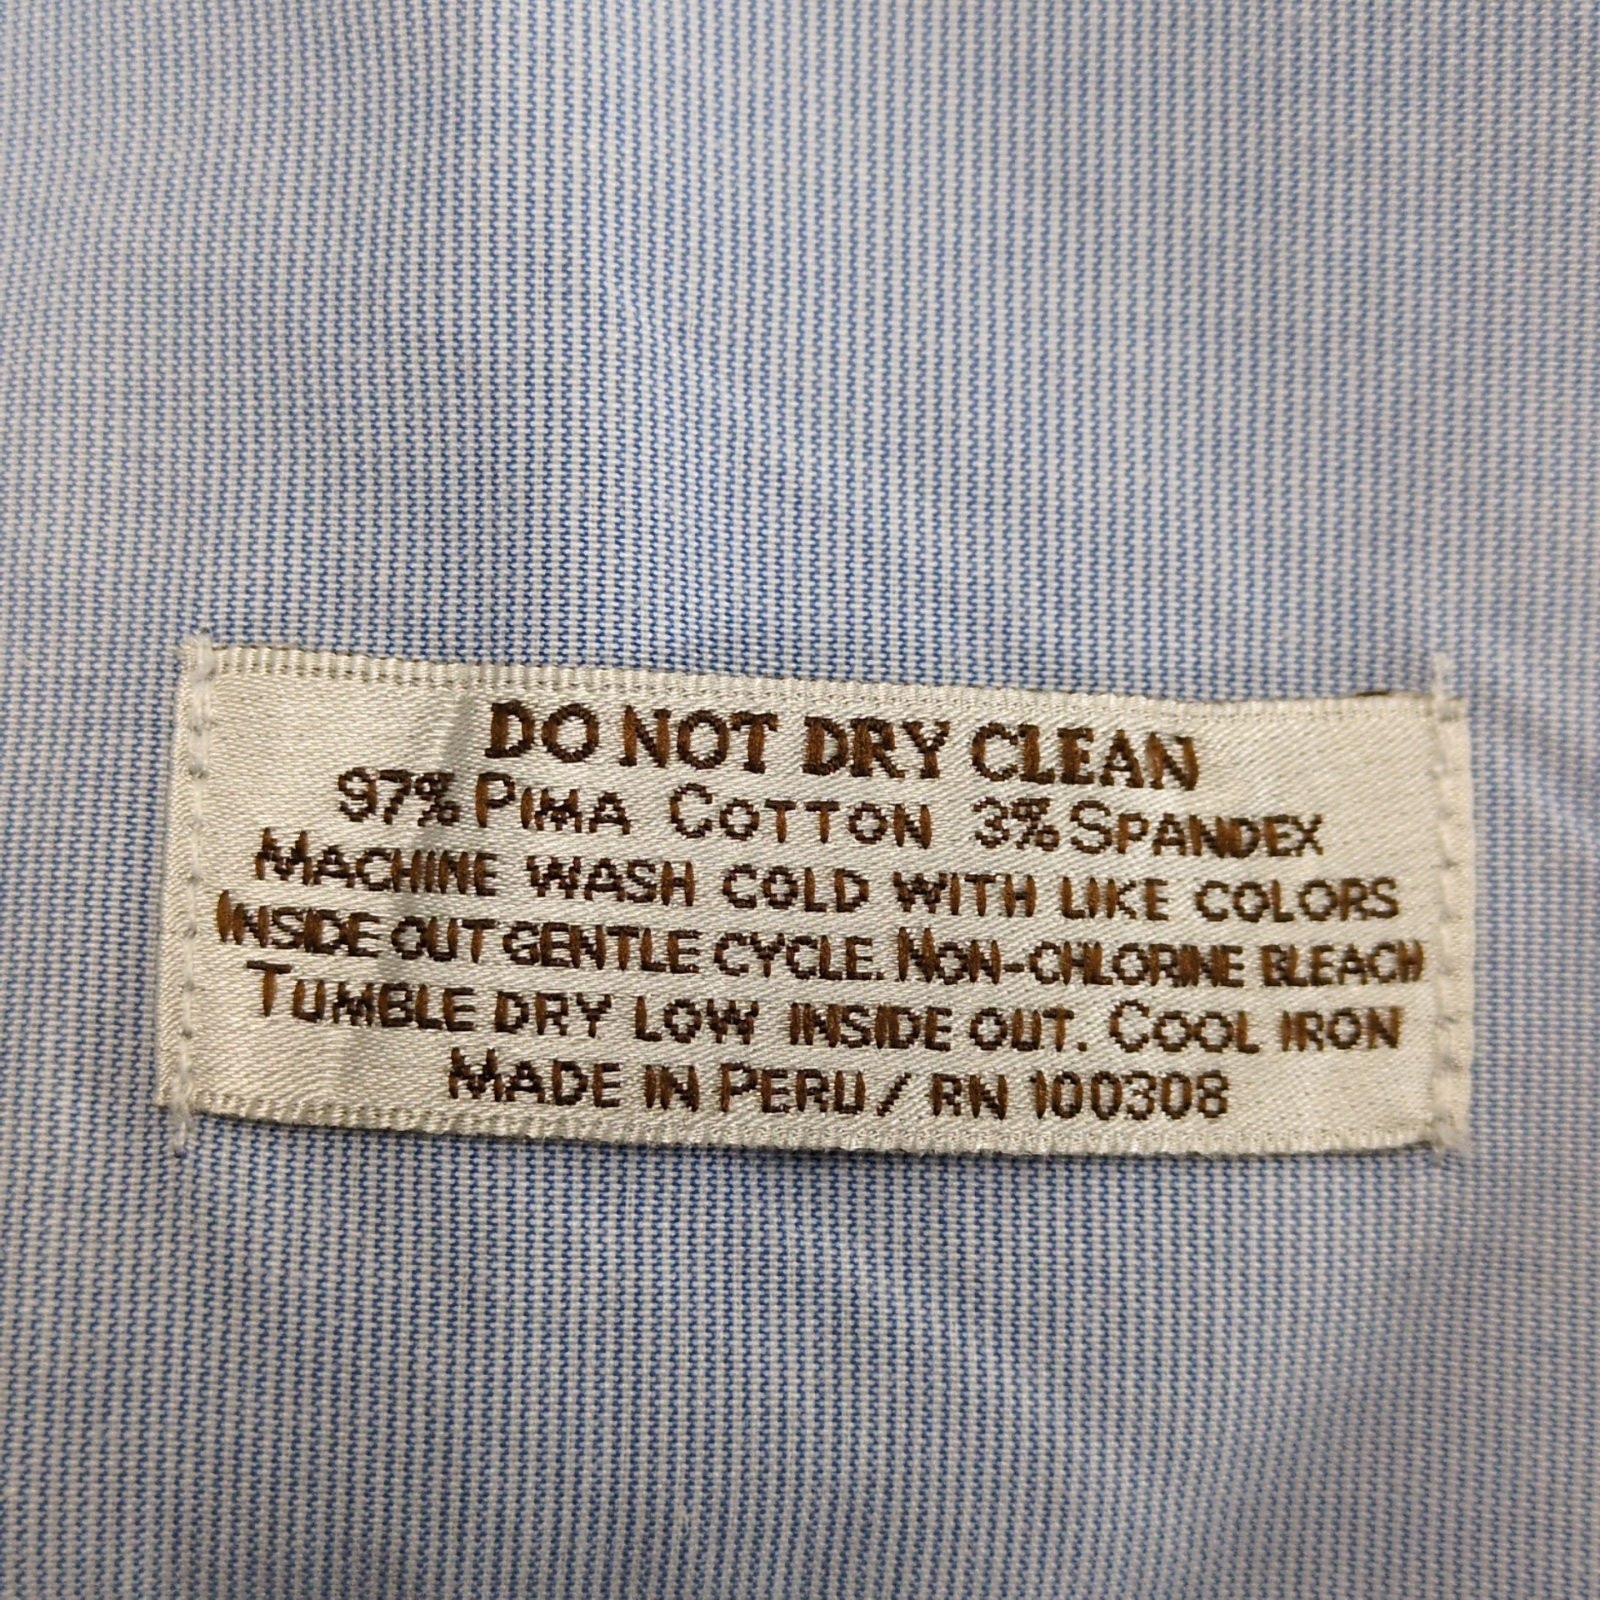 DO NOT DRY CLEAN
97% PIMA COTTON 3% SPANDEX
MACHINE WASH COLD WITH LIKE COLORS
INSIDE OUT GENTLE CYCLE. NON-CHLORINE BLEACH
TUMBLE DRY LOW INSIDE OUT. COOL IRON
MADE IN PERU / RN 100308